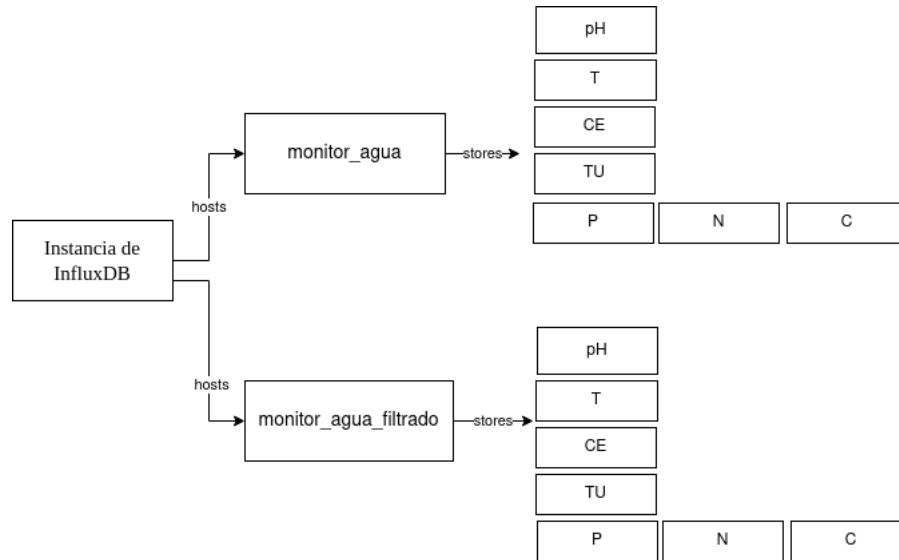 pH
T
CE
TU
P N C
monitor_agua
stores
hosts
Instancia de
InfluxDB
hosts
monitor_agua_filtrado
stores
pH
T
CE
TU
P N C